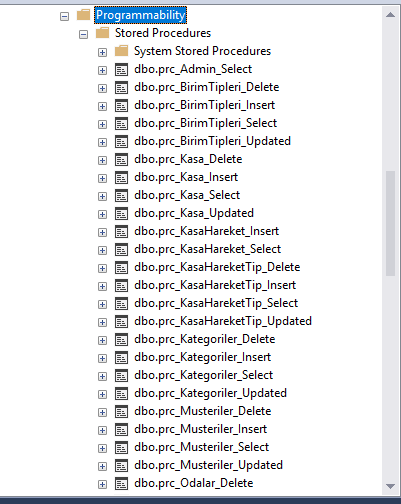 Programmability
Stored Procedures
System Stored Procedures
dbo.prc_Admin_Select
dbo.prc_BirimTipleri_Delete
dbo.prc_BirimTipleri_Insert
dbo.prc_BirimTipleri_Select
dbo.prc_BirimTipleri_Updated
dbo.prc_Kasa_Delete
dbo.prc_Kasa_Insert
dbo.prc_Kasa_Select
dbo.prc_Kasa_Updated
dbo.prc_KasaHareket_Insert
dbo.prc_KasaHareket_Select
dbo.prc_KasaHareketTip_Delete
dbo.prc_KasaHareketTip_Insert
dbo.prc_KasaHareketTip_Select
dbo.prc_KasaHareketTip_Updated
dbo.prc_Kategoriler_Delete
dbo.prc_Kategoriler_Insert
dbo.prc_Kategoriler_Select
dbo.prc_Kategoriler_Updated
dbo.prc_Musteriler_Delete
dbo.prc_Musteriler_Insert
dbo.prc_Musteriler_Select
dbo.prc_Musteriler_Updated
dbo.prc_Odalar_Delete